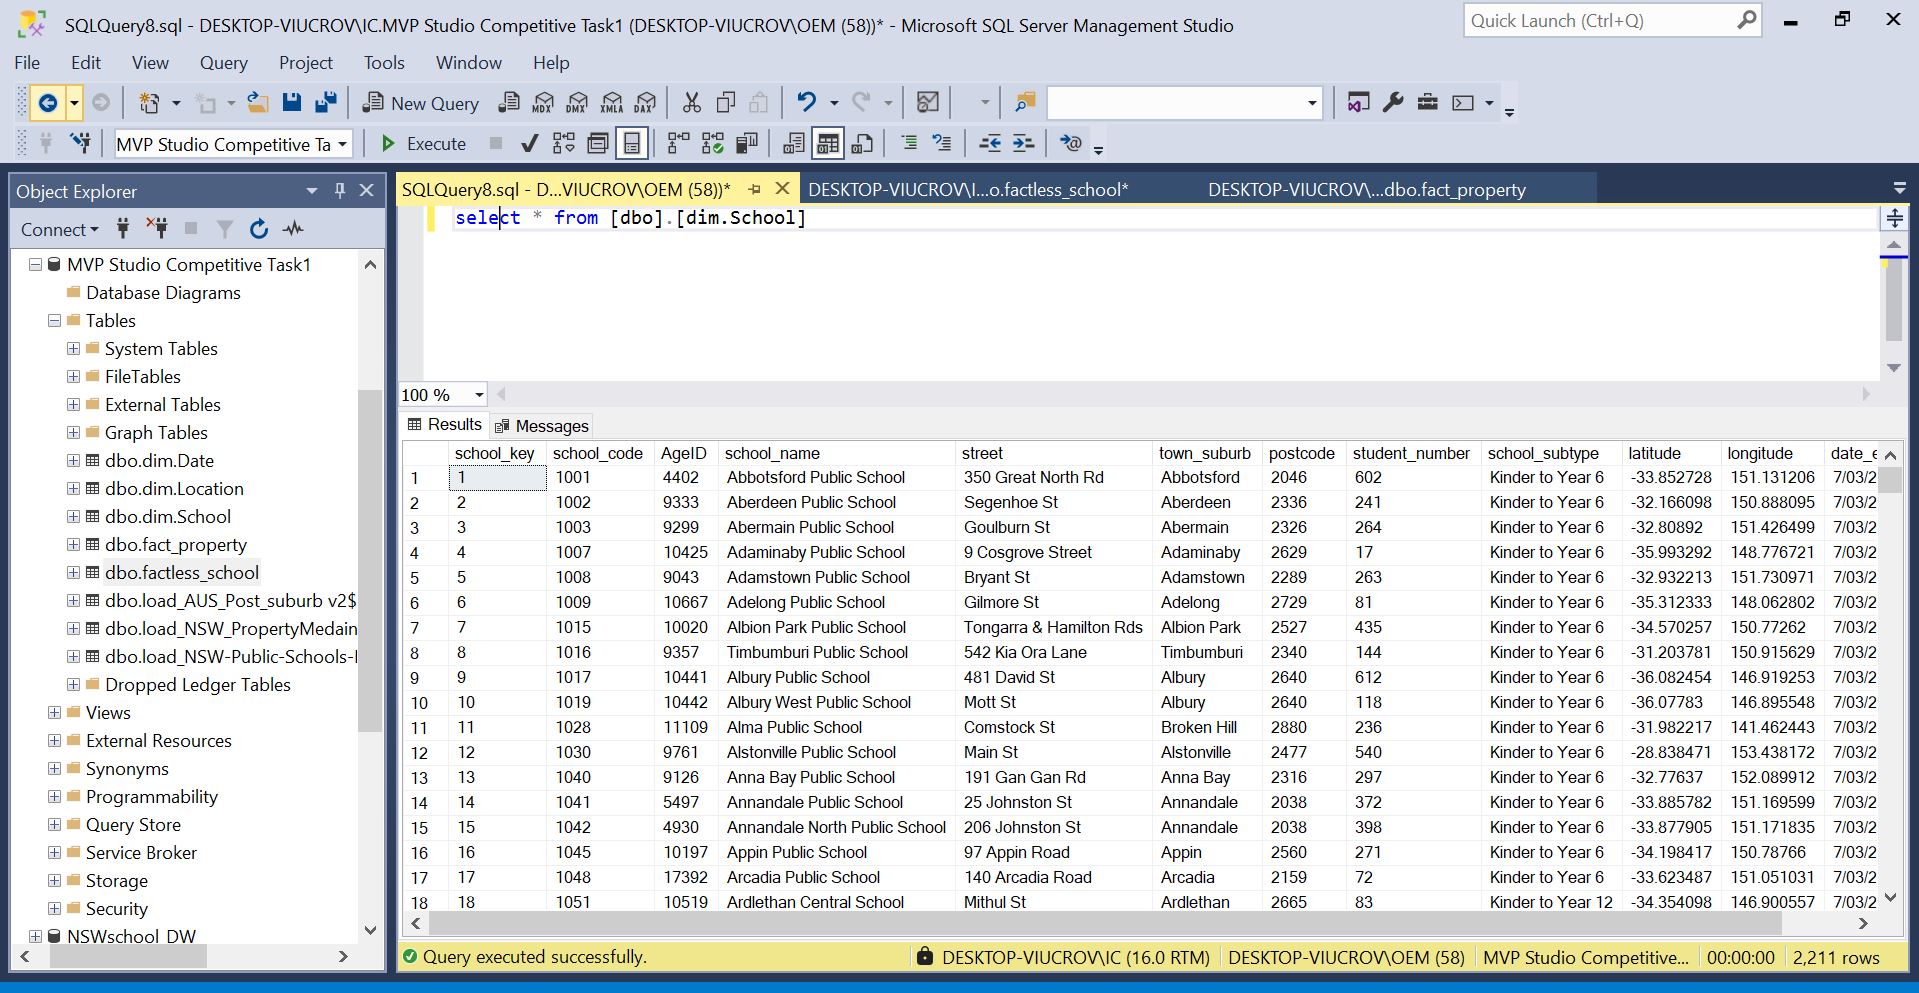 SQLQuery8.sql - DESKTOP-VIUCROV\IC.MVP Studio Competitive Task1 (DESKTOP-VIUCROV\OEM (58))* - Microsoft SQL Server Management Studio
Quick Launch (Ctrl+Q)
File Edit View Query Project Tools Window Help
New Query MDX DMX XMLA DAX
MVP Studio Competitive Ta Execute
Object Explorer
Connect
MVP Studio Competitive Task1
Database Diagrams
Tables
System Tables
FileTables
External Tables
Graph Tables
dbo.dim.Date
dbo.dim.Location
dbo.dim.School
dbo.fact_property
dbo.factless_school
dbo.load_AUS_Post_suburb v2$
dbo.load_NSW_PropertyMedain
dbo.load_NSW-Public-Schools-
Dropped Ledger Tables
Views
External Resources
Synonyms
Programmability
Query Store
Service Broker
Storage
Security
NSWschool_DW
SQLQuery8.sql - D...VIUCROV\OEM (58))* DESKTOP-VIUCROV\I...o.factless_school* DESKTOP-VIUCROV\...dbo.fact_property
select * from [dbo].[dim.School]
100 %
Results Messages
school_key school_code AgeID school_name street town_suburb postcode student_number school_subtype latitude longitude date_e
1 1 1001 4402 Abbotsford Public School 350 Great North Rd Abbotsford 2046 602 Kinder to Year 6 -33.852728 151.131206 7/03/2
2 2 1002 9333 Aberdeen Public School Segenhoe St Aberdeen 2336 241 Kinder to Year 6 -32.166098 150.888095 7/03/2
3 3 1003 9299 Abermain Public School Goulburn St Abermain 2326 264 Kinder to Year 6 -32.80892 151.426499 7/03/2
4 4 1007 10425 Adaminaby Public School 9 Cosgrove Street Adaminaby 2629 17 Kinder to Year 6 -35.993292 148.776721 7/03/2
5 5 1008 9043 Adamstown Public School Bryant St Adamstown 2289 263 Kinder to Year 6 -32.932213 151.730971 7/03/2
6 6 1009 10667 Adelong Public School Gilmore St Adelong 2729 81 Kinder to Year 6 -35.312333 148.062802 7/03/2
7 7 1015 10020 Albion Park Public School Tongarra & Hamilton Rds Albion Park 2527 435 Kinder to Year 6 -34.570257 150.77262 7/03/2
8 8 1016 9357 Timbumburi Public School 542 Kia Ora Lane Timbumburi 2340 144 Kinder to Year 6 -31.203781 150.915629 7/03/2
9 9 1017 10441 Albury Public School 481 David St Albury 2640 612 Kinder to Year 6 -36.082454 146.919253 7/03/2
10 10 1019 10442 Albury West Public School Mott St Albury 2640 118 Kinder to Year 6 -36.07783 146.895548 7/03/2
11 11 1028 11109 Alma Public School Comstock St Broken Hill 2880 236 Kinder to Year 6 -31.982217 141.462443 7/03/2
12 12 1030 9761 Alstonville Public School Main St Alstonville 2477 540 Kinder to Year 6 -28.838471 153.438172 7/03/2
13 13 1040 9126 Anna Bay Public School 191 Gan Gan Rd Anna Bay 2316 297 Kinder to Year 6 -32.77637 152.089912 7/03/2
14 14 1041 5497 Annandale Public School 25 Johnston St Annandale 2038 372 Kinder to Year 6 -33.885782 151.169599 7/03/2
15 15 1042 4930 Annandale North Public School 206 Johnston St Annandale 2038 398 Kinder to Year 6 -33.877905 151.171835 7/03/2
16 16 1045 10197 Appin Public School 97 Appin Road Appin 2560 271 Kinder to Year 6 -34.198417 150.78766 7/03/2
17 17 1048 17392 Arcadia Public School 140 Arcadia Road Arcadia 2159 72 Kinder to Year 6 -33.623487 151.051031 7/03/2
18 18 1051 10519 Ardlethan Central School Mithul St Ardlethan 2665 83 Kinder to Year 12 -34.354098 146.900557 7/03/2
Query executed successfully. DESKTOP-VIUCROV\IC (16.0 RTM) DESKTOP-VIUCROV\OEM (58) MVP Studio Competitive... 00:00:00 2,211 rows